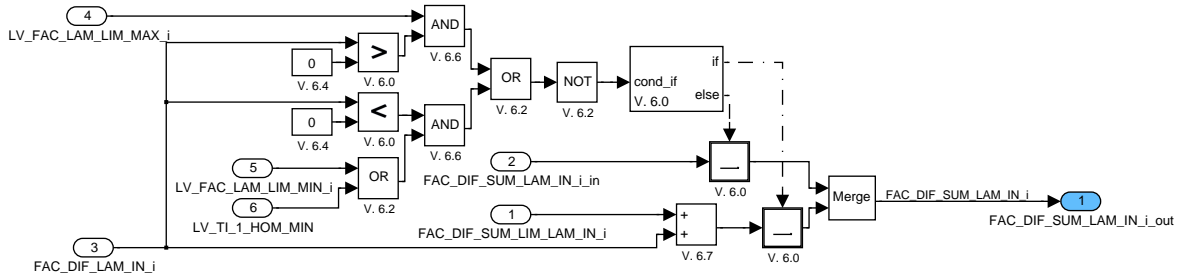 4
LV_FAC_LAM_LIM_MAX_i
AND
V. 6.6
>
0
V. 6.4
V. 6.0
<
0
V. 6.4
V. 6.0
AND
V. 6.6
OR
V. 6.2
NOT
V. 6.2
if
cond_if
V. 6.0
else
5
LV_FAC_LAM_LIM_MIN_i
6
LV_TI_1_HOM_MIN
OR
V. 6.2
2
FAC_DIF_SUM_LAM_IN_i_in
V. 6.0
1
FAC_DIF_SUM_LIM_LAM_IN_i
+
+
V. 6.7
V. 6.0
Merge
FAC_DIF_SUM_LAM_IN_i
1
FAC_DIF_SUM_LAM_IN_i_out
3
FAC_DIF_LAM_IN_i